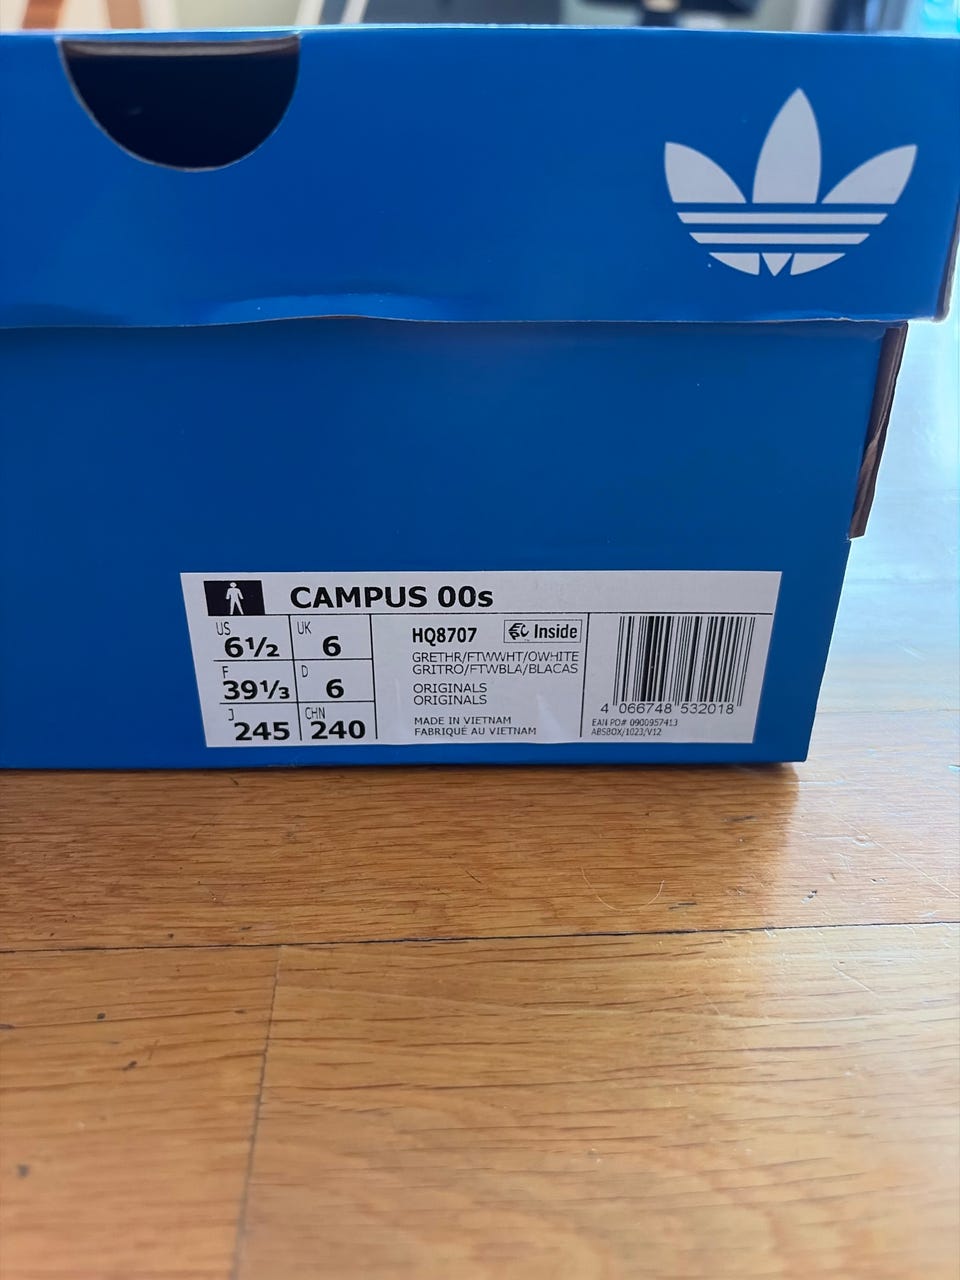 CAMPUS 00s
US 6½ UK 6
F 39⅓ D 6
J 245 CHN 240
HQ8707 Inside
GRETHR/FTWWHT/OWHITE
GRITRO/FTWBLA/BLACAS
ORIGINALS
ORIGINALS
MADE IN VIETNAM
FABRIQUÉ AU VIETNAM
4 066748 532018
EAN PO# 0900957413
ABSBOX/1023/V12